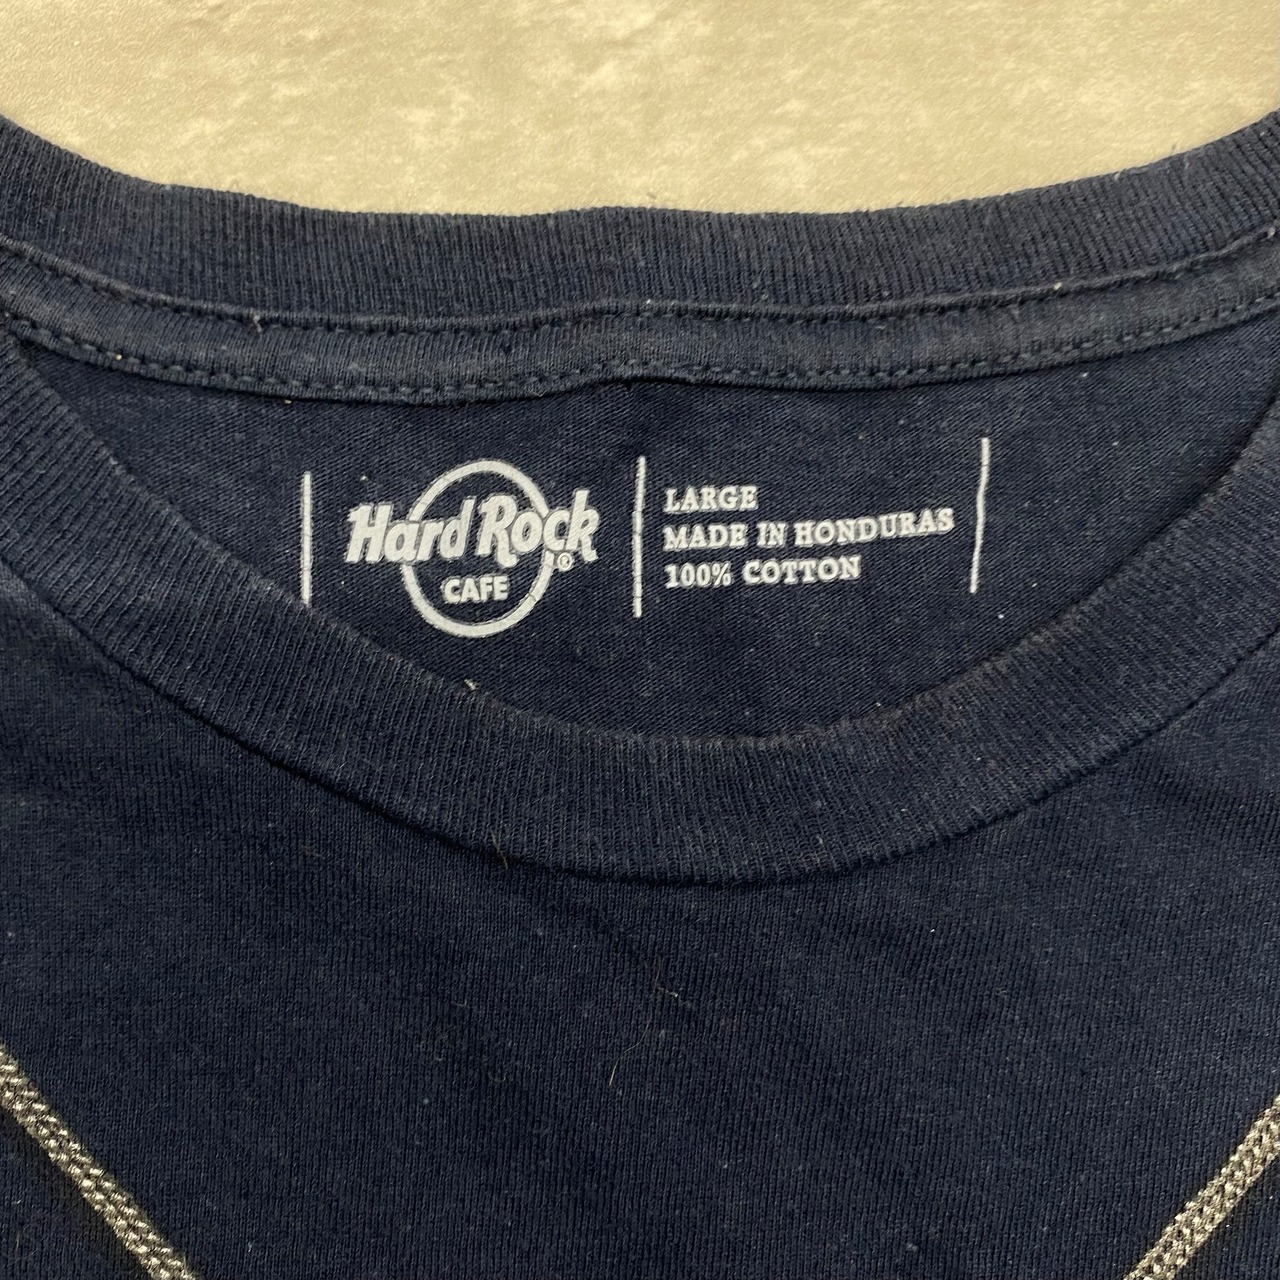 Hard Rock
CAFE
®
LARGE
MADE IN HONDURAS
100% COTTON